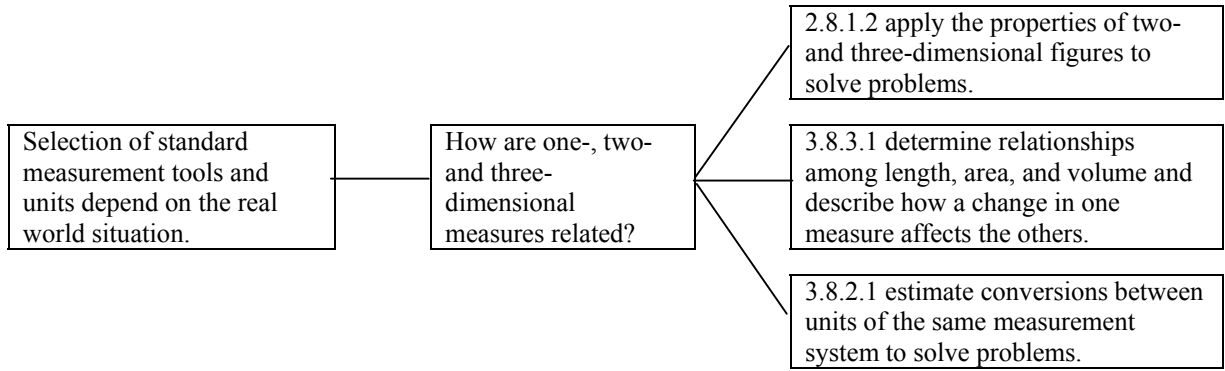 Selection of standard
measurement tools and
units depend on the real
world situation.
How are one-, two-
and three-
dimensional
measures related?
2.8.1.2 apply the properties of two-
and three-dimensional figures to
solve problems.
3.8.3.1 determine relationships
among length, area, and volume and
describe how a change in one
measure affects the others.
3.8.2.1 estimate conversions between
units of the same measurement
system to solve problems.